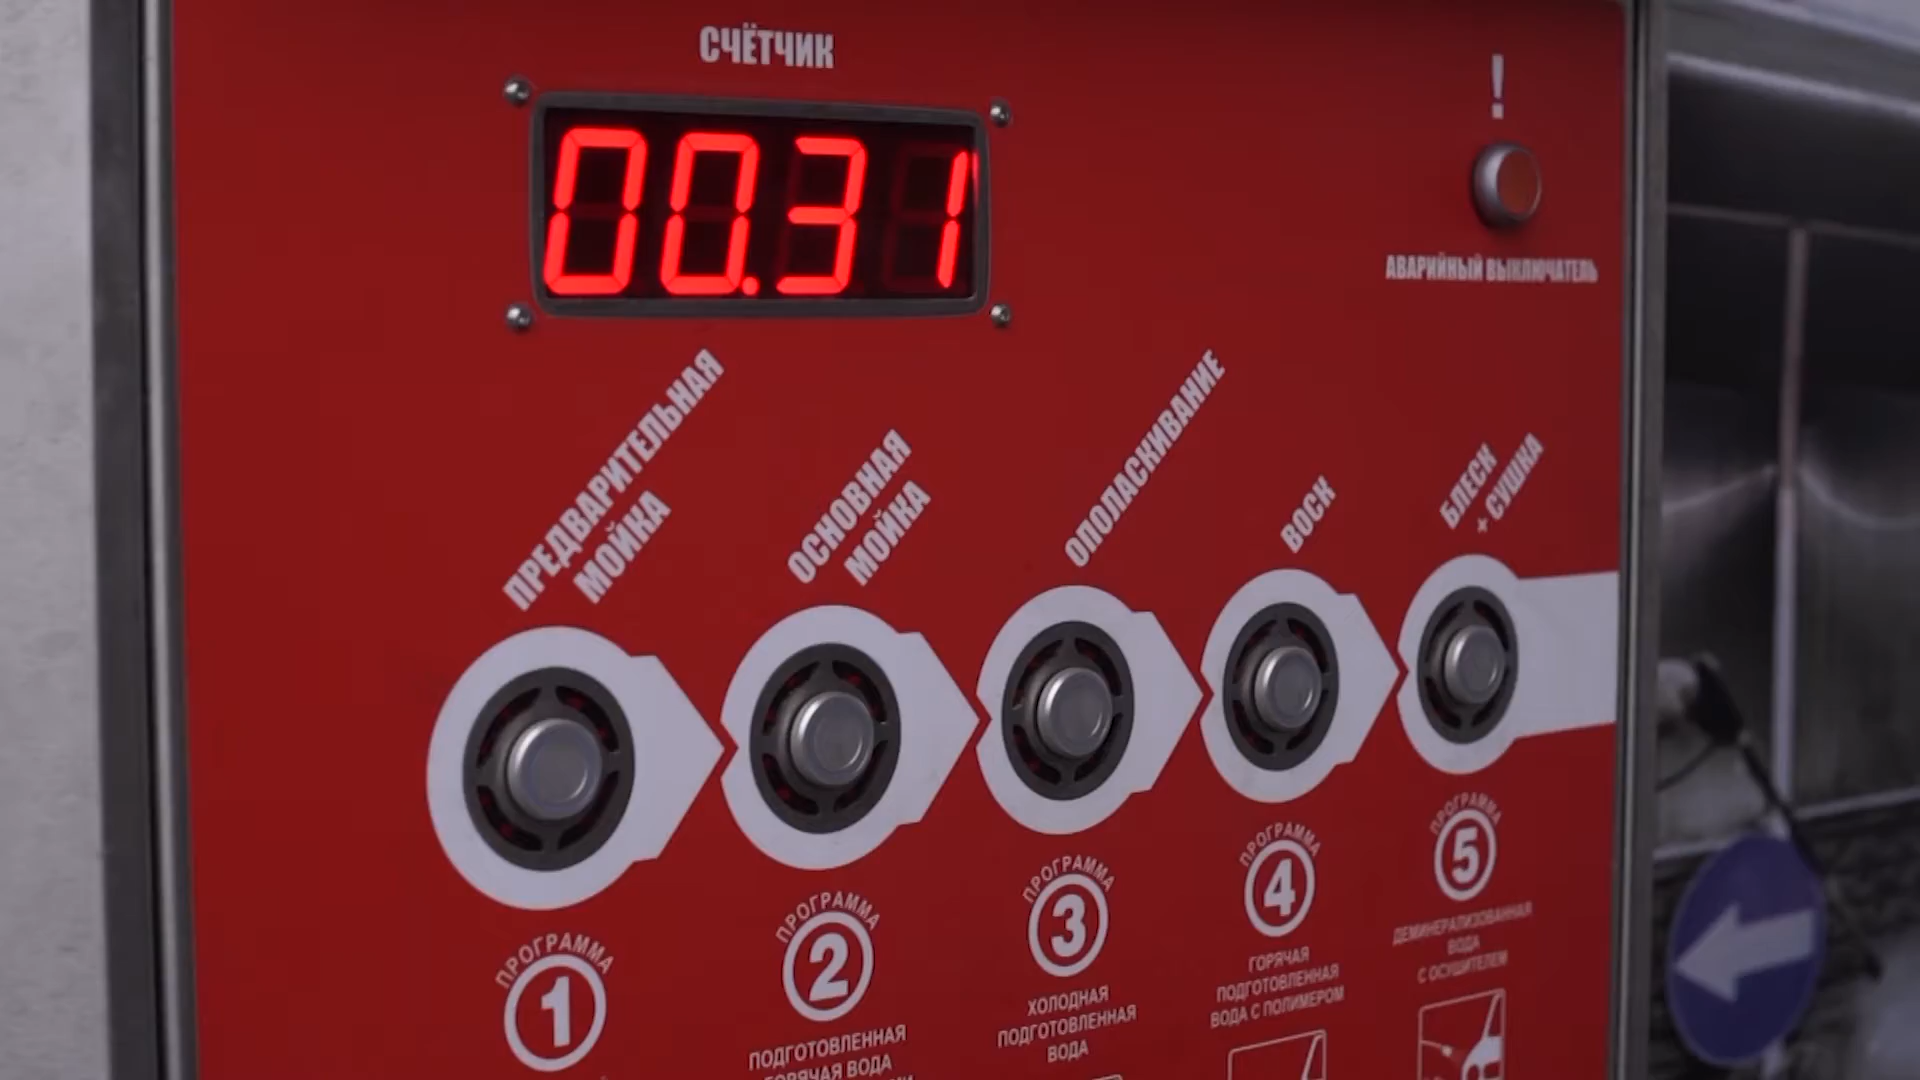 СЧЁТЧИК
00.31
!
АВАРИЙНЫЙ ВЫКЛЮЧАТЕЛЬ
ПРЕДВАРИТЕЛЬНАЯ
МОЙКА
ОСНОВНАЯ
МОЙКА
ОПОЛАСКИВАНИЕ
ВОСК
БЛЕСК
+ СУШКА
ПРОГРАММА
1
ПРОГРАММА
2
ПОДГОТОВЛЕННАЯ
ГОРЯЧАЯ ВОДА
ПРОГРАММА
3
ХОЛОДНАЯ
ПОДГОТОВЛЕННАЯ
ВОДА
ПРОГРАММА
4
ГОРЯЧАЯ
ПОДГОТОВЛЕННАЯ
ВОДА С ПОЛИМЕРОМ
ПРОГРАММА
5
ДЕМИНЕРАЛИЗОВАННАЯ
ВОДА
С ОСУШИТЕЛЕМ